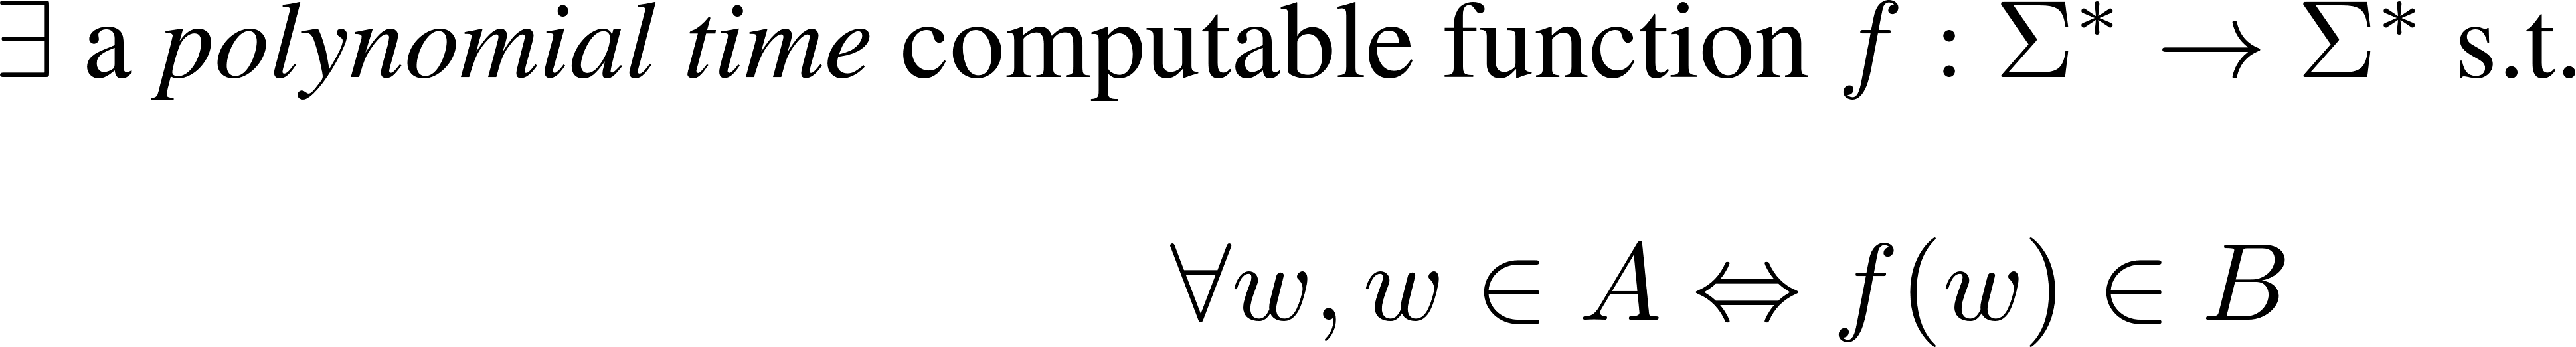 ∃ a polynomial time computable function f : Σ* → Σ* s.t.
∀w, w ∈ A ⇔ f(w) ∈ B